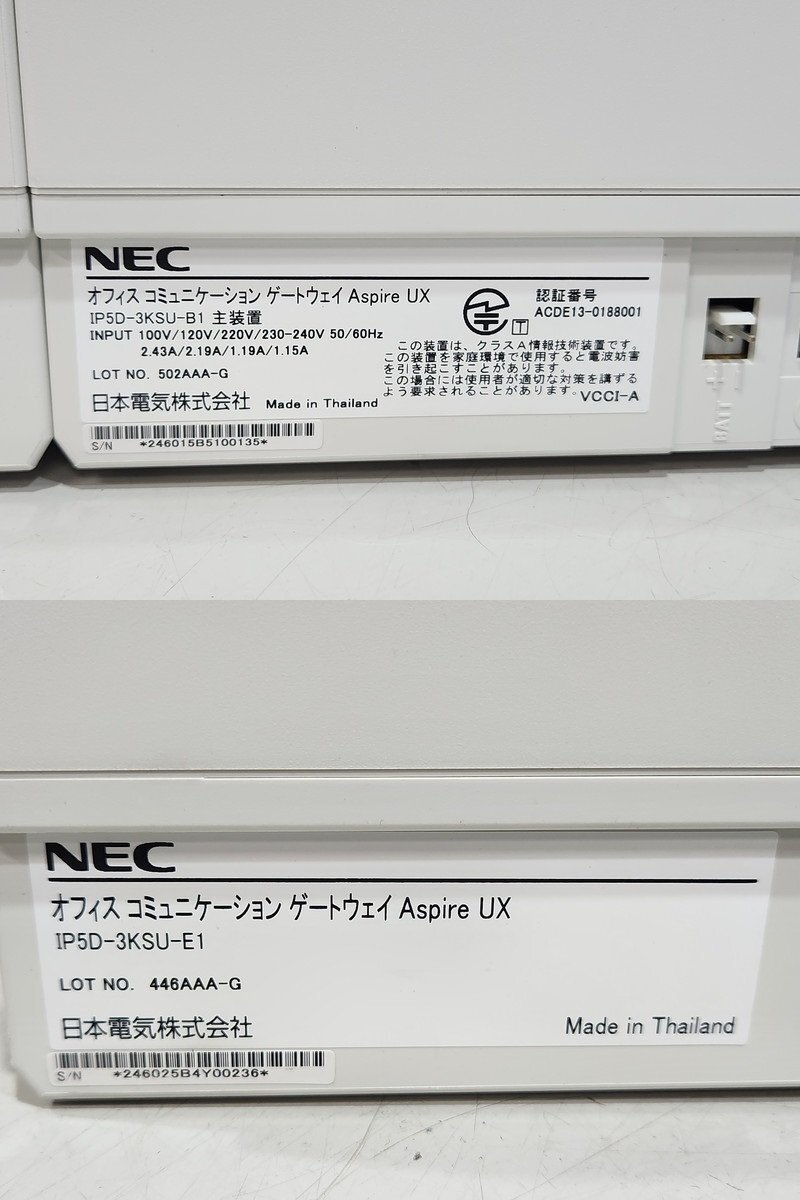 NEC
オフィス コミュニケーション ゲートウェイ Aspire UX
IP5D-3KSU-B1 主装置
INPUT 100V/120V/220V/230-240V 50/60Hz
2.43A/2.19A/1.19A/1.15A
LOT NO. 502AAA-G
日本電気株式会社 Made in Thailand
S/N *246015B5100135*
T
認証番号
ACDE13-0188001
この装置は、クラスA情報技術装置です。
この装置を家庭環境で使用すると電波妨害
を引き起こすことがあります。
この場合には使用者が適切な対策を講ずる
よう要求されることがあります。 VCCI-A
BATT - +
NEC
オフィス コミュニケーション ゲートウェイ Aspire UX
IP5D-3KSU-E1
LOT NO. 446AAA-G
日本電気株式会社 Made in Thailand
S/N *246025B4Y00236*